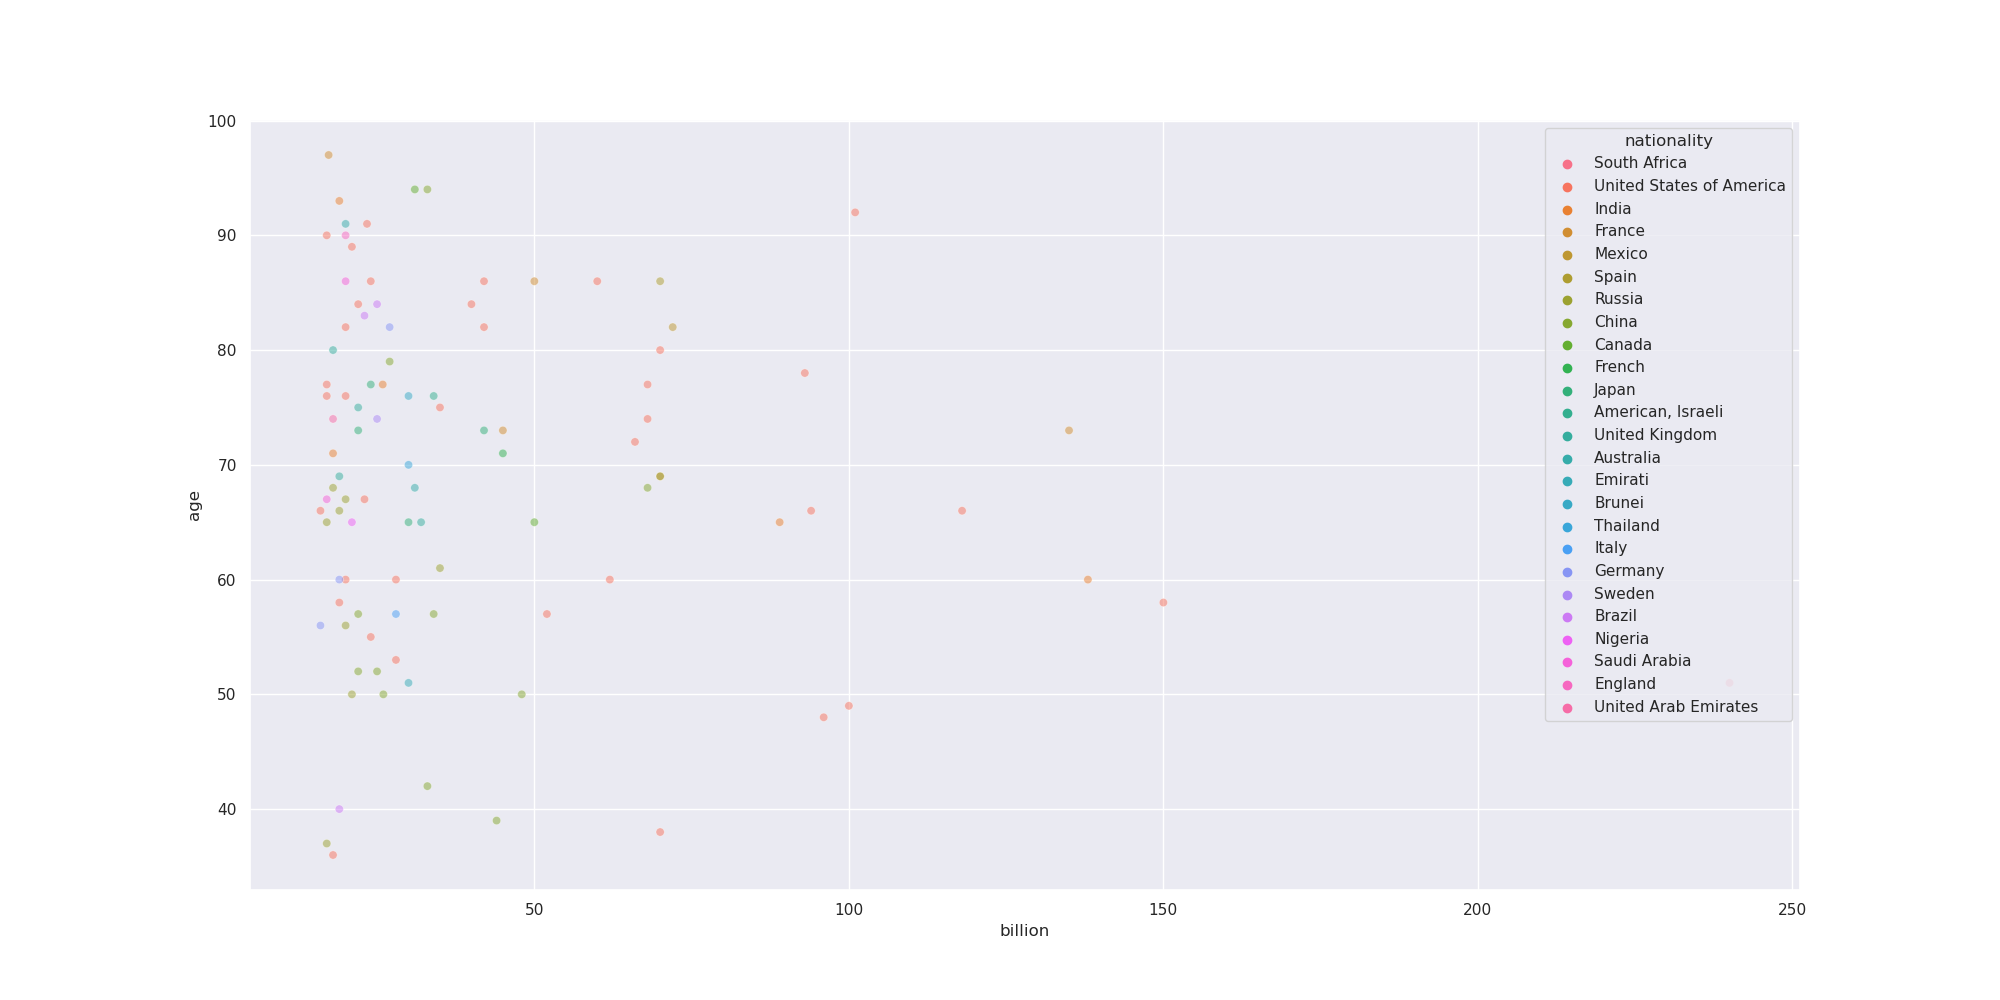 100
90
80
70
60
50
40
age
50
100
150
200
250
billion
nationality
South Africa
United States of America
India
France
Mexico
Spain
Russia
China
Canada
French
Japan
American, Israeli
United Kingdom
Australia
Emirati
Brunei
Thailand
Italy
Germany
Sweden
Brazil
Nigeria
Saudi Arabia
England
United Arab Emirates